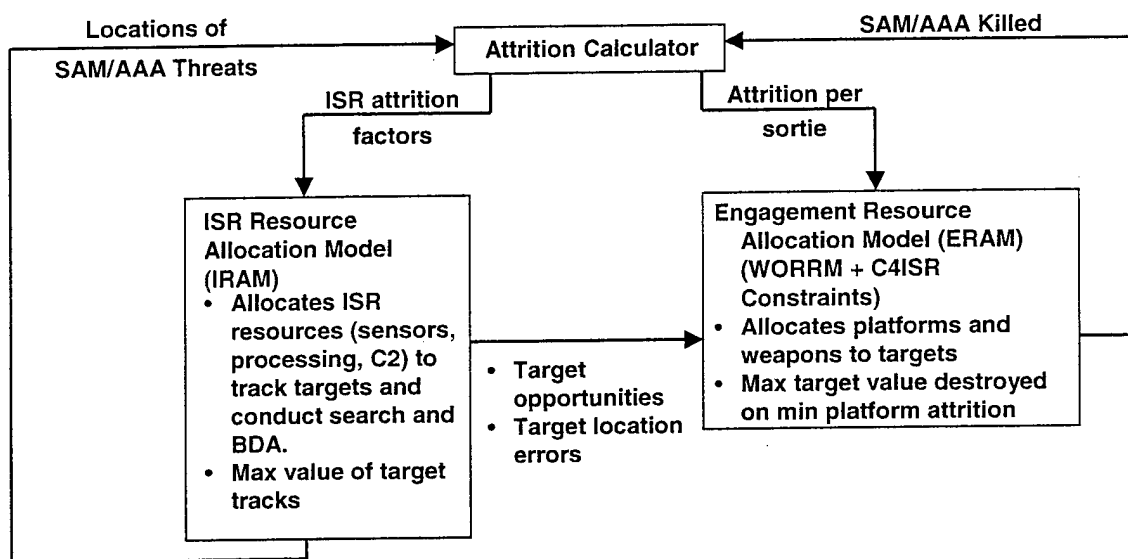 Locations of
SAM/AAA Threats
Attrition Calculator
SAM/AAA Killed
ISR attrition
factors
Attrition per
sortie
ISR Resource
Allocation Model
(IRAM)
• Allocates ISR
resources (sensors,
processing, C2) to
track targets and
conduct search and
BDA.
• Max value of target
tracks
• Target
opportunities
• Target location
errors
Engagement Resource
Allocation Model (ERAM)
(WORRM + C4ISR
Constraints)
• Allocates platforms and
weapons to targets
• Max target value destroyed
on min platform attrition